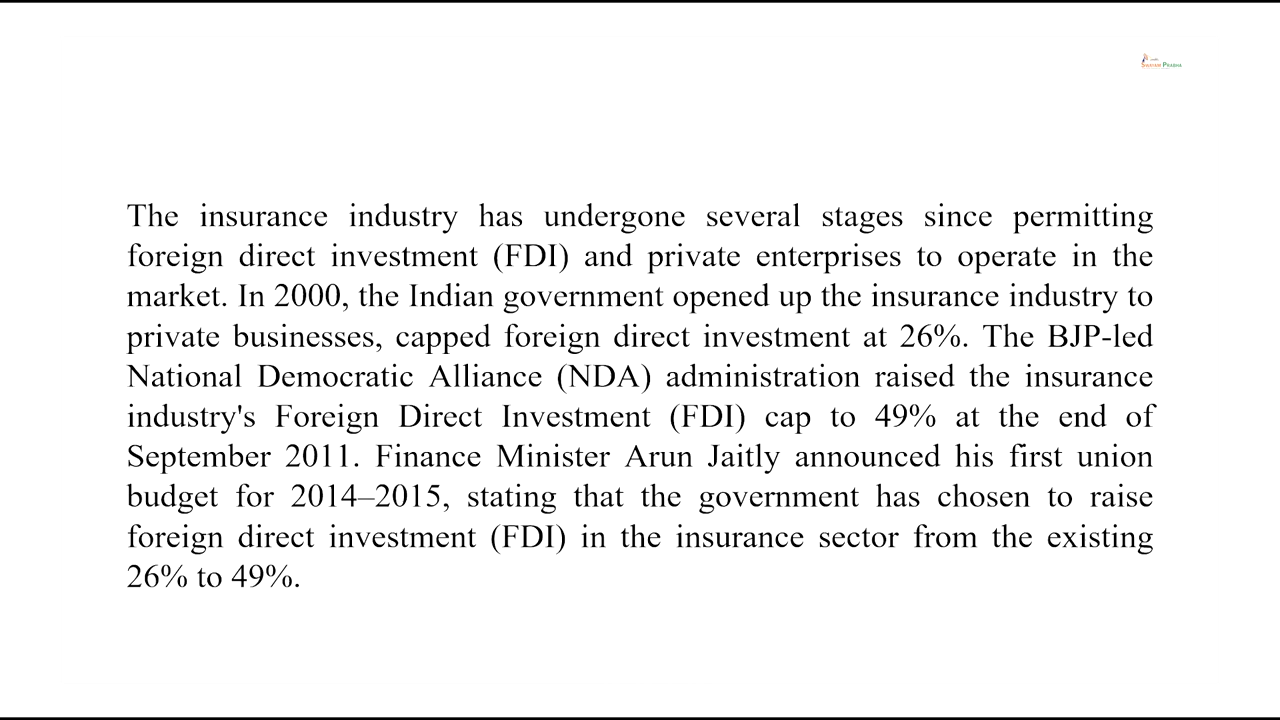 Swayam Prabha
The insurance industry has undergone several stages since permitting
foreign direct investment (FDI) and private enterprises to operate in the
market. In 2000, the Indian government opened up the insurance industry to
private businesses, capped foreign direct investment at 26%. The BJP-led
National Democratic Alliance (NDA) administration raised the insurance
industry's Foreign Direct Investment (FDI) cap to 49% at the end of
September 2011. Finance Minister Arun Jaitly announced his first union
budget for 2014–2015, stating that the government has chosen to raise
foreign direct investment (FDI) in the insurance sector from the existing
26% to 49%.